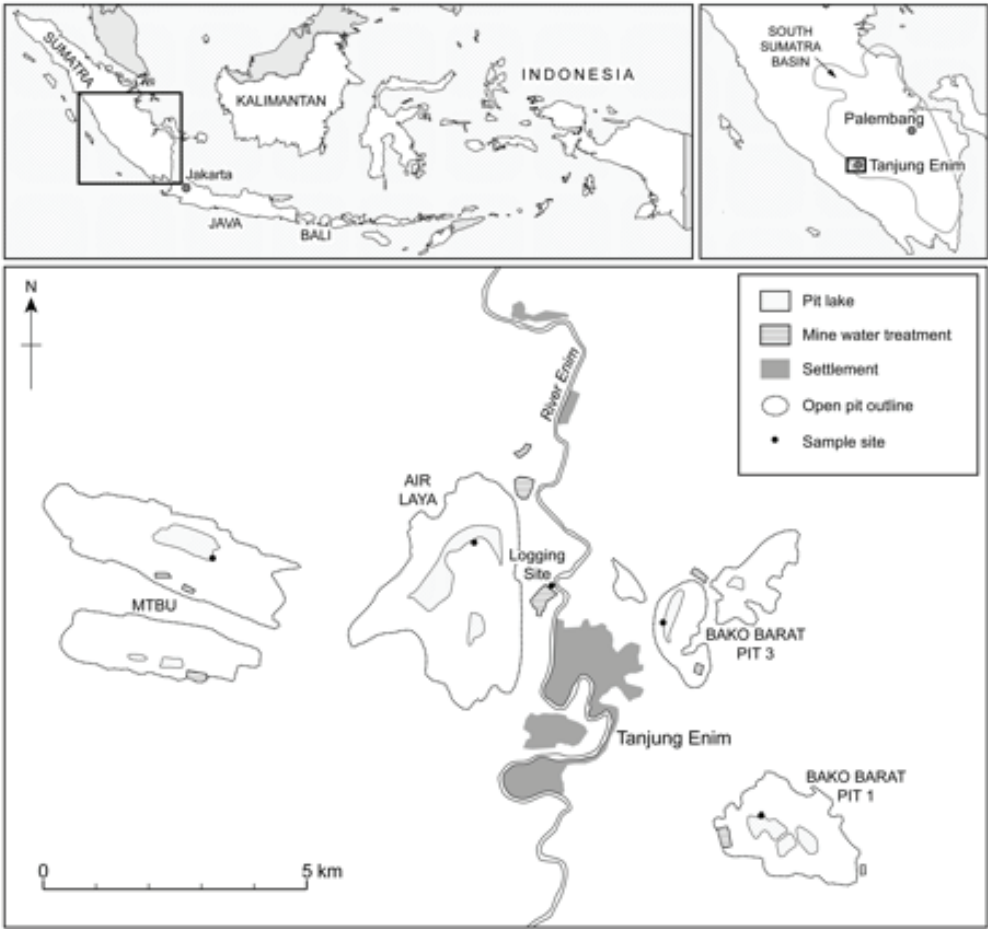 SUMATRA
KALIMANTAN
INDONESIA
Jakarta
JAVA
BALI
SOUTH
SUMATRA
BASIN
Palembang
Tanjung Enim
N
Pit lake
Mine water treatment
Settlement
Open pit outline
Sample site
River Enim
AIR
LAYA
Logging
Site
MTBU
BAKO BARAT
PIT 3
Tanjung Enim
BAKO BARAT
PIT 1
0
5 km